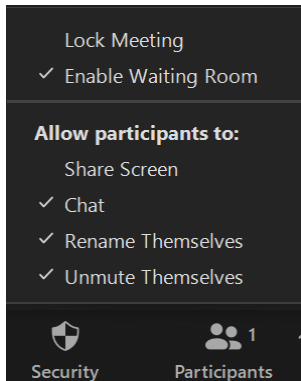 Lock Meeting
Enable Waiting Room
Allow participants to:
Share Screen
Chat
Rename Themselves
Unmute Themselves
1
Security Participants